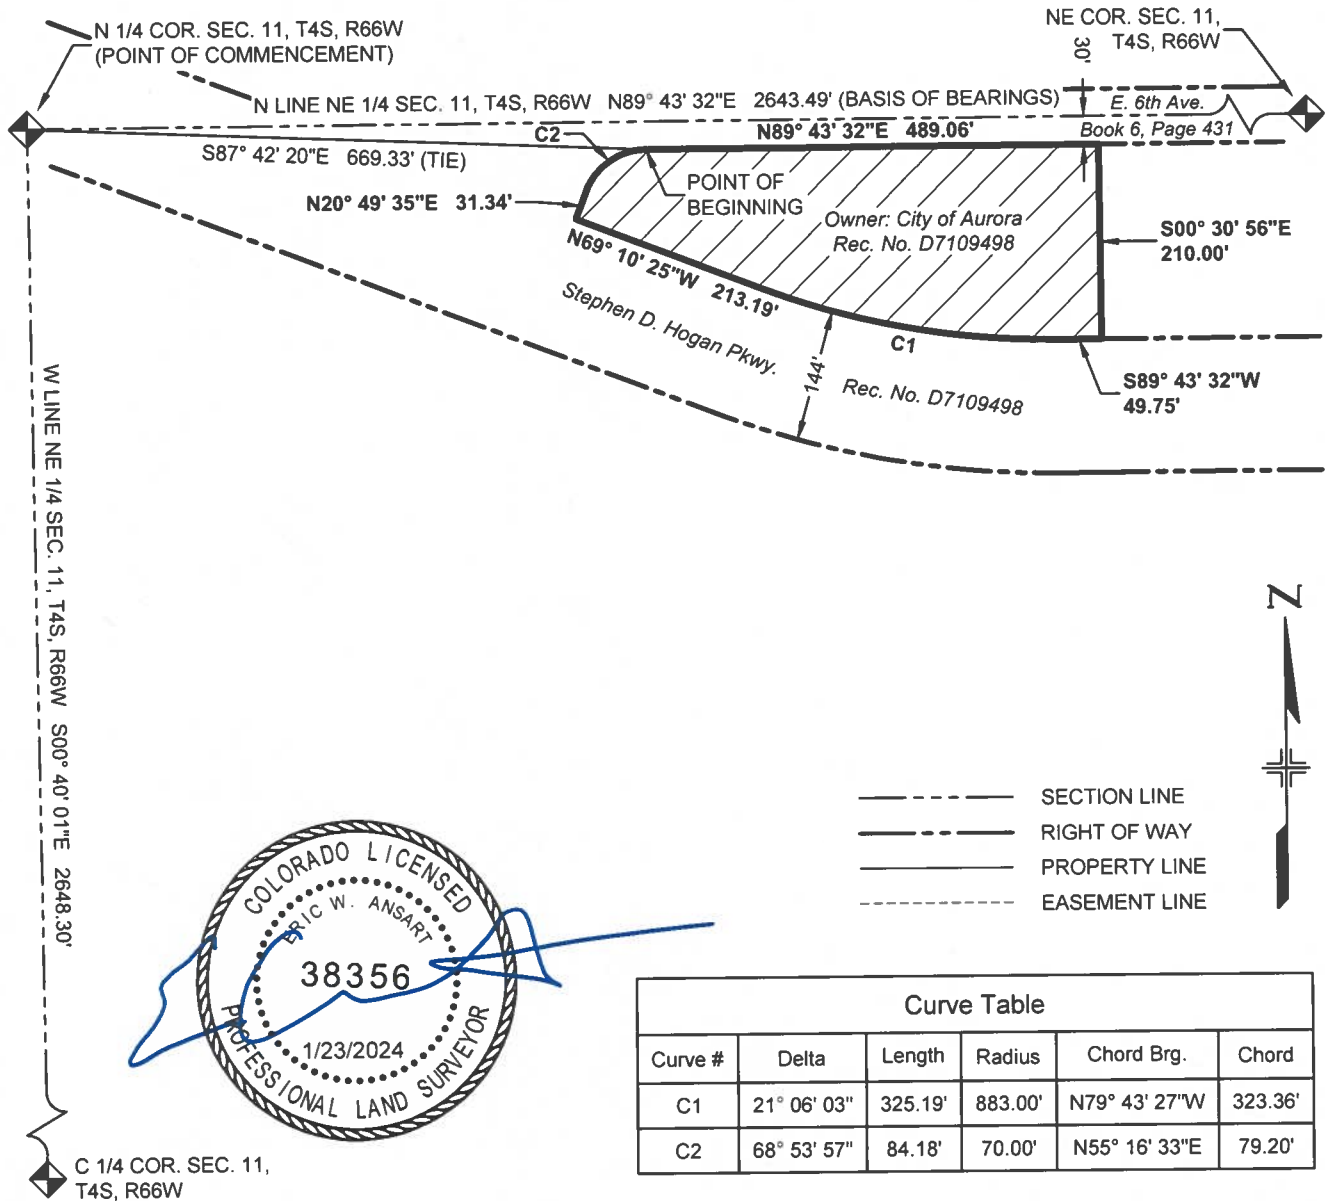 N 1/4 COR. SEC. 11, T4S, R66W
(POINT OF COMMENCEMENT)
NE COR. SEC. 11,
T4S, R66W
30'
N LINE NE 1/4 SEC. 11, T4S, R66W N89° 43' 32"E 2643.49' (BASIS OF BEARINGS)
E. 6th Ave.
Book 6, Page 431
C2
N89° 43' 32"E 489.06'
S87° 42' 20"E 669.33' (TIE)
POINT OF
BEGINNING
N20° 49' 35"E 31.34'
Owner: City of Aurora
Rec. No. D7109498
S00° 30' 56"E
210.00'
N69° 10' 25"W 213.19'
Stephen D. Hogan Pkwy.
C1
144'
Rec. No. D7109498
S89° 43' 32"W
49.75'
W LINE NE 1/4 SEC. 11, T4S, R66W S00° 40' 01"E 2648.30'
N
SECTION LINE
RIGHT OF WAY
PROPERTY LINE
EASEMENT LINE
COLORADO LICENSED
ERIC W. ANSART
38356
1/23/2024
PROFESSIONAL LAND SURVEYOR
Curve Table
Curve # Delta Length Radius Chord Brg. Chord
C1 21° 06' 03" 325.19' 883.00' N79° 43' 27"W 323.36'
C2 68° 53' 57" 84.18' 70.00' N55° 16' 33"E 79.20'
C 1/4 COR. SEC. 11,
T4S, R66W